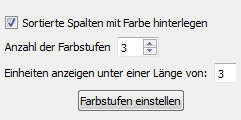 Sortierte Spalten mit Farbe hinterlegen
Anzahl der Farbstufen 3
Einheiten anzeigen unter einer Länge von: 3
Farbstufen einstellen